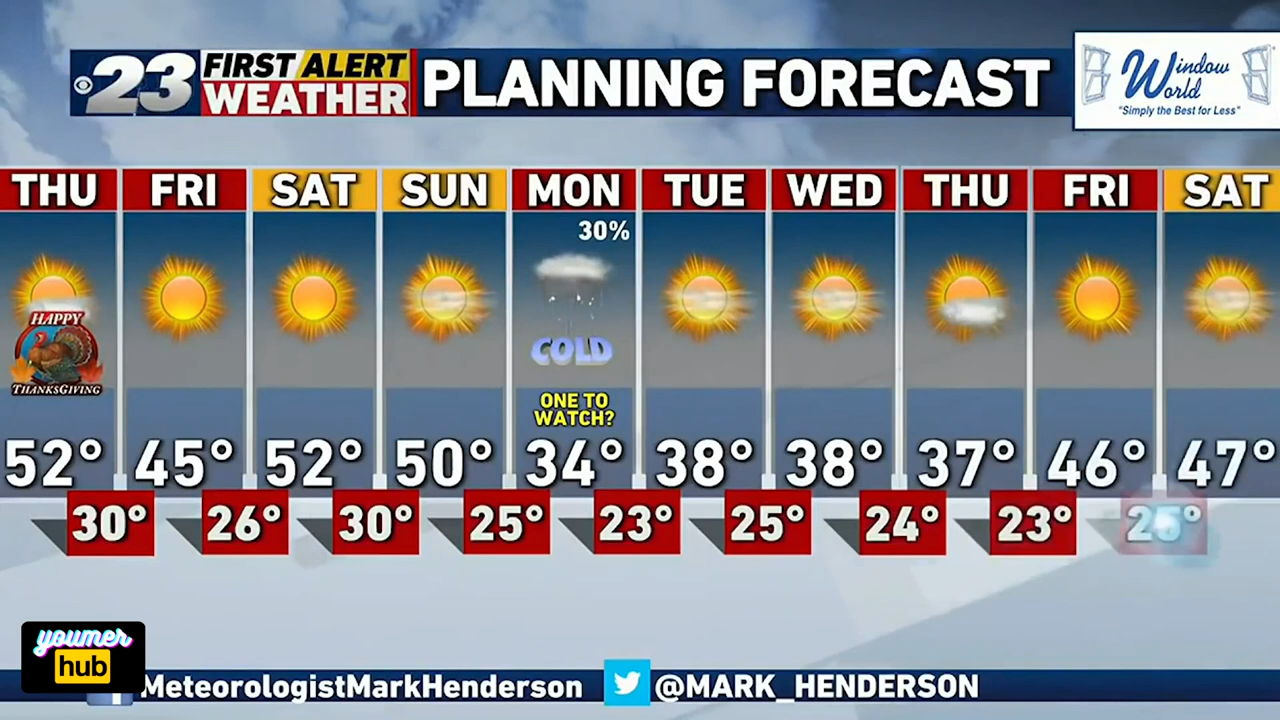 23 FIRST ALERT WEATHER PLANNING FORECAST
Window World
"Simply the Best for Less"
THU FRI SAT SUN MON TUE WED THU FRI SAT
30%
HAPPY
THANKSGIVING
COLD
ONE TO
WATCH?
52° 45° 52° 50° 34° 38° 38° 37° 46° 47°
30° 26° 30° 25° 23° 25° 24° 23° 25°
youmer
hub
MeteorologistMarkHenderson @MARK_HENDERSON